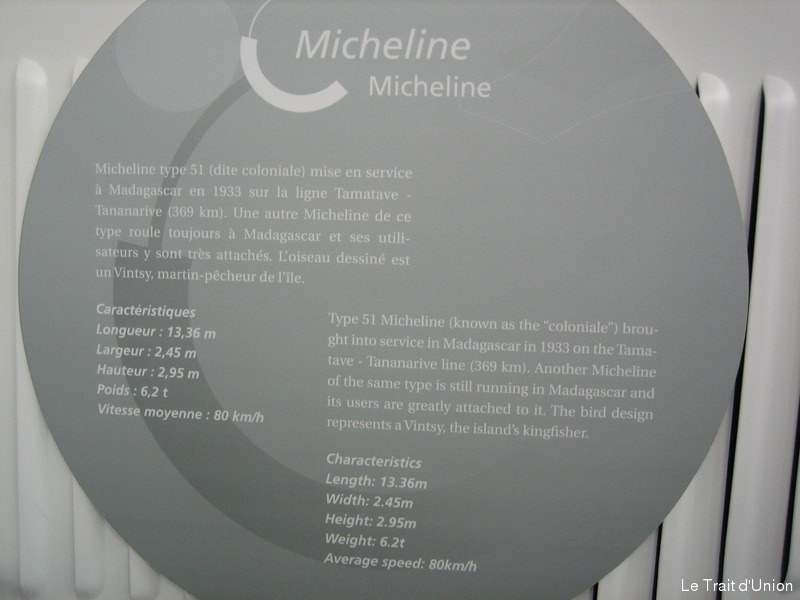 Micheline
Micheline
Micheline type 51 (dite coloniale) mise en service
à Madagascar en 1933 sur la ligne Tamatave -
Tananarive (369 km). Une autre Micheline de ce
type roule toujours à Madagascar et ses utili-
sateurs y sont très attachés. L'oiseau dessiné est
un Vintsy, martin-pêcheur de l'île.
Caractéristiques
Longueur : 13,36 m
Largeur : 2,45 m
Hauteur : 2,95 m
Poids : 6,2 t
Vitesse moyenne : 80 km/h
Type 51 Micheline (known as the "coloniale") brou-
ght into service in Madagascar in 1933 on the Tama-
tave - Tananarive line (369 km). Another Micheline
of the same type is still running in Madagascar and
its users are greatly attached to it. The bird design
represents a Vintsy, the island's kingfisher.
Characteristics
Length: 13.36m
Width: 2.45m
Height: 2.95m
Weight: 6.2t
Average speed: 80km/h
Le Trait d'Union